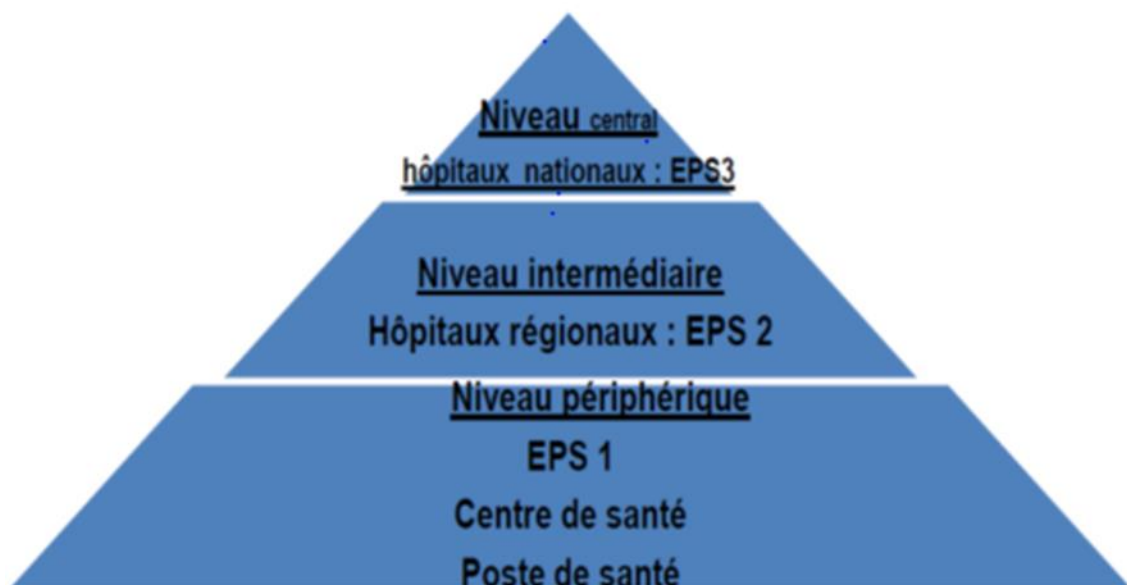 Niveau central
hôpitaux nationaux : EPS3
Niveau intermédiaire
Hôpitaux régionaux : EPS 2
Niveau périphérique
EPS 1
Centre de santé
Poste de santé